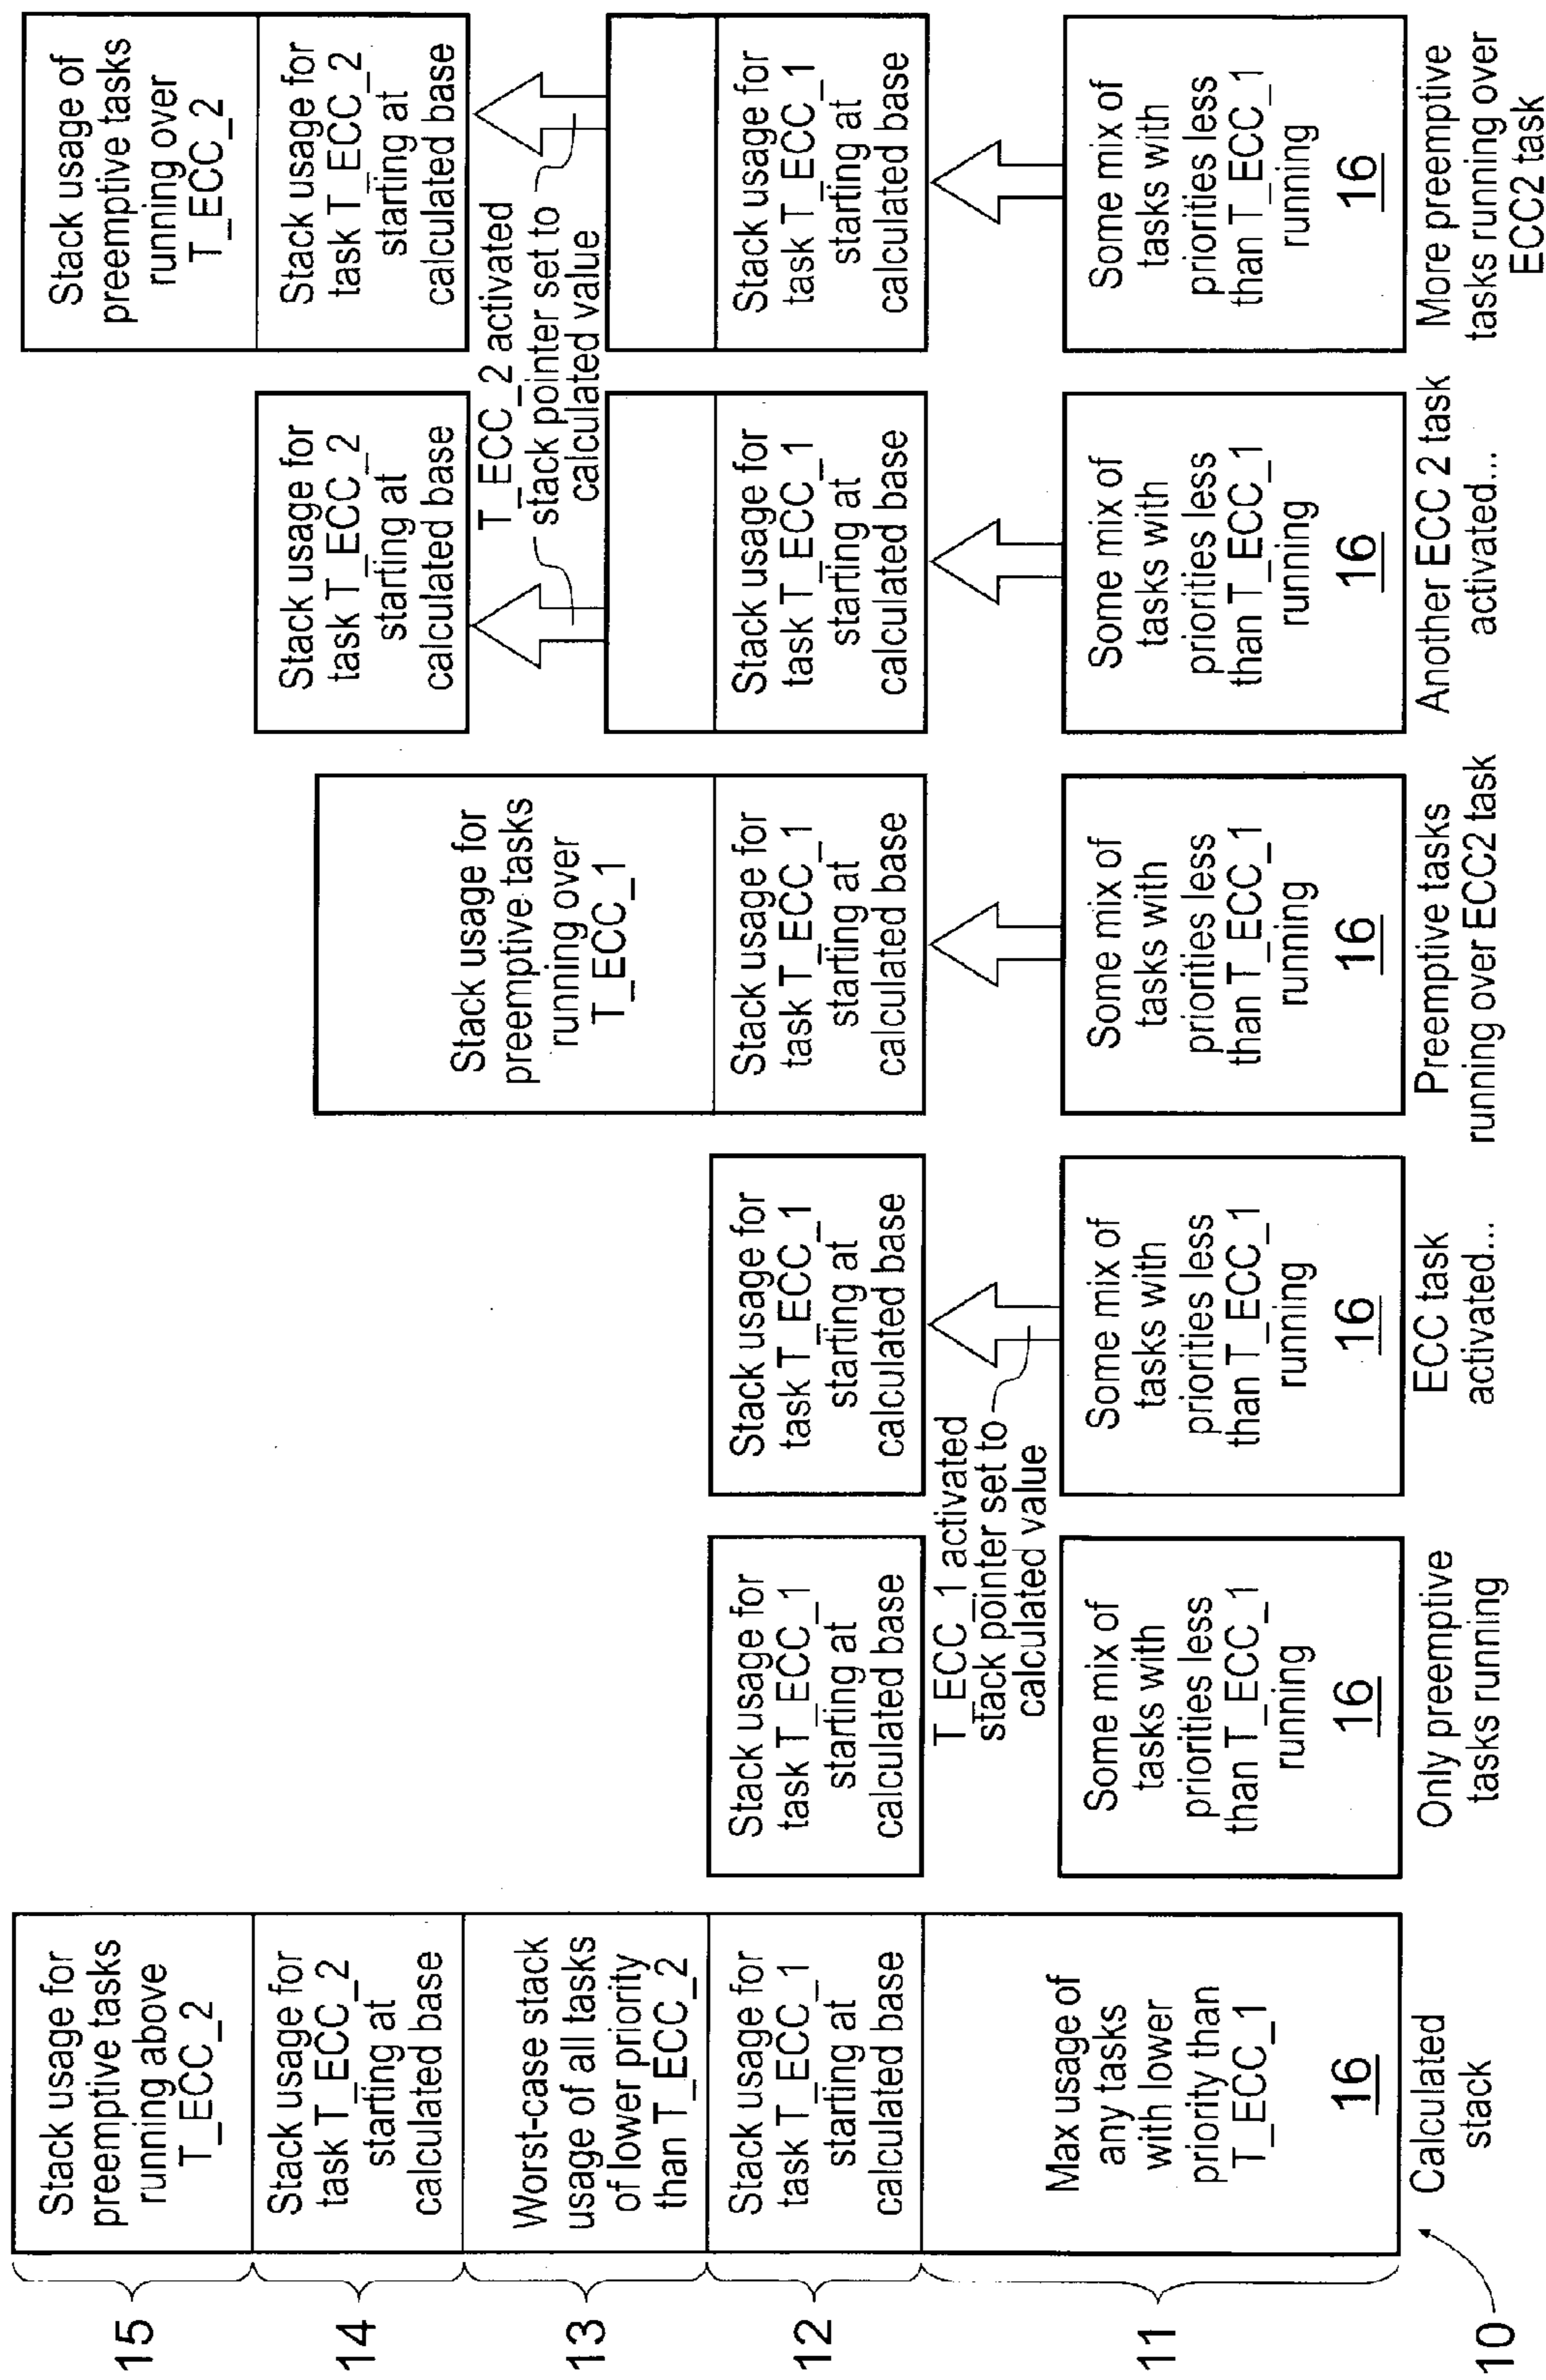 15
14
13
12
11
10
Stack usage for
preemptive tasks
running above
T_ECC_2
Stack usage for
task T_ECC_2
starting at
calculated base
Worst-case stack
usage of all tasks
of lower priority
than T_ECC_2
Stack usage for
task T_ECC_1
starting at
calculated base
Max usage of
any tasks
with lower
priority than
T_ECC_1
16
Calculated
stack
Stack usage for
task T_ECC_1
starting at
calculated base
Some mix of
tasks with
priorities less
than T_ECC_1
running
16
Only preemptive
tasks running
T_ECC_1 activated
stack pointer set to
calculated value
Stack usage for
task T_ECC_1
starting at
calculated base
Some mix of
tasks with
priorities less
than T_ECC_1
running
16
ECC task
activated...
Stack usage for
preemptive tasks
running over
T_ECC_1
Stack usage for
task T_ECC_1
starting at
calculated base
Some mix of
tasks with
priorities less
than T_ECC_1
running
16
Preemptive tasks
running over ECC2 task
Stack usage for
task T_ECC_2
starting at
calculated base
T_ECC_2 activated
stack pointer set to
calculated value
Stack usage for
task T_ECC_1
starting at
calculated base
Some mix of
tasks with
priorities less
than T_ECC_1
running
16
Another ECC 2 task
activated...
Stack usage of
preemptive tasks
running over
T_ECC_2
Stack usage for
task T_ECC_2
starting at
calculated base
Stack usage for
task T_ECC_1
starting at
calculated base
Some mix of
tasks with
priorities less
than T_ECC_1
running
16
More preemptive
tasks running over
ECC2 task